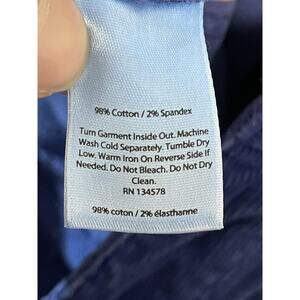 98% Cotton / 2% Spandex
Turn Garment Inside Out. Machine
Wash Cold Separately. Tumble Dry
Low. Warm Iron On Reverse Side If
Needed. Do Not Bleach. Do Not Dry
Clean.
RN 134578
98% coton / 2% élasthanne